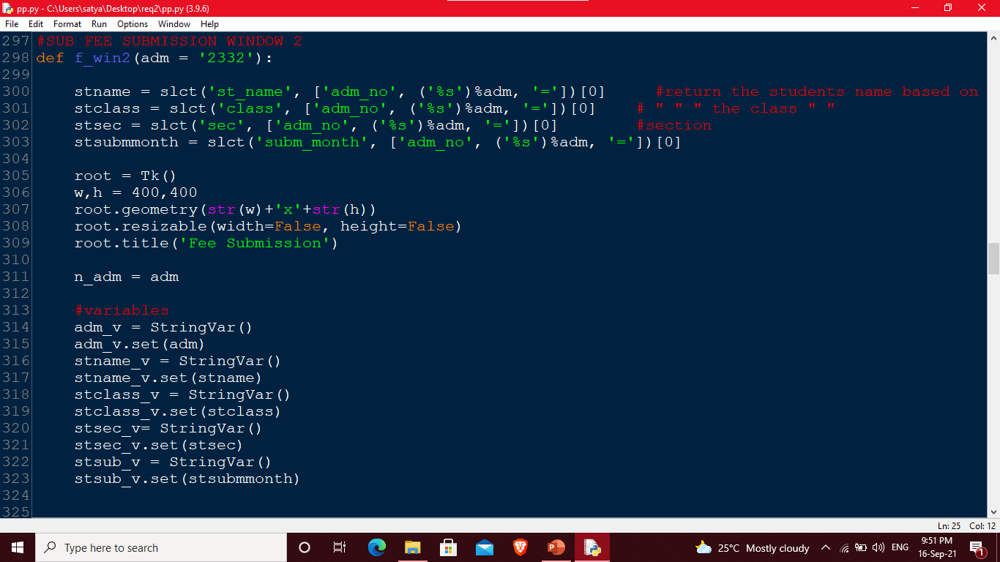 pp.py - C:\Users\satya\Desktop\req2\pp.py (3.9.6)
File Edit Format Run Options Window Help
297 #SUB FEE SUBMISSION WINDOW 2
298 def f_win2(adm = '2332'):
299
300     stname = slct('st_name', ['adm_no', ('%s')%adm, '='])[0]     #return the students name based on
301     stclass = slct('class', ['adm_no', ('%s')%adm, '='])[0]    # " " " the class " "
302     stsec = slct('sec', ['adm_no', ('%s')%adm, '='])[0]        #section
303     stsubmmonth = slct('subm_month', ['adm_no', ('%s')%adm, '='])[0]
304
305     root = Tk()
306     w,h = 400,400
307     root.geometry(str(w)+'x'+str(h))
308     root.resizable(width=False, height=False)
309     root.title('Fee Submission')
310
311     n_adm = adm
312
313     #variables
314     adm_v = StringVar()
315     adm_v.set(adm)
316     stname_v = StringVar()
317     stname_v.set(stname)
318     stclass_v = StringVar()
319     stclass_v.set(stclass)
320     stsec_v= StringVar()
321     stsec_v.set(stsec)
322     stsub_v = StringVar()
323     stsub_v.set(stsubmmonth)
324
325
Ln: 25 Col: 12
Type here to search
25°C Mostly cloudy
ENG
9:51 PM
16-Sep-21
1